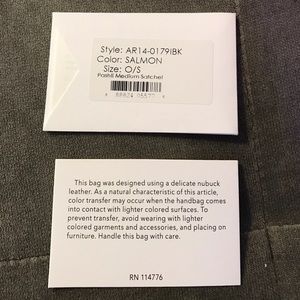 Style: AR14-0179IBK
Color: SALMON
Size: O/S
Pash8 Medium Satchel
This bag was designed using a delicate nubuck
leather. As a natural characteristic of this article,
color transfer may occur when the handbag comes
into contact with lighter colored surfaces. To
prevent transfer, avoid wearing with lighter
colored garments and accessories, and placing on
furniture. Handle this bag with care.
RN 114776